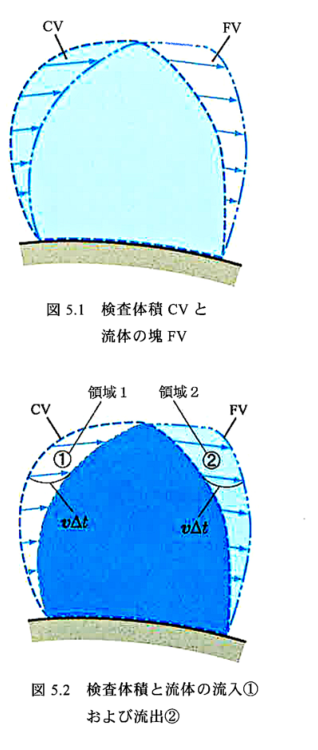 CV
FV
図 5.1 検査体積 CV と
流体の塊 FV
領域1 領域2
CV
FV
①
②
vΔt
vΔt
図 5.2 検査体積と流体の流入①
および流出②